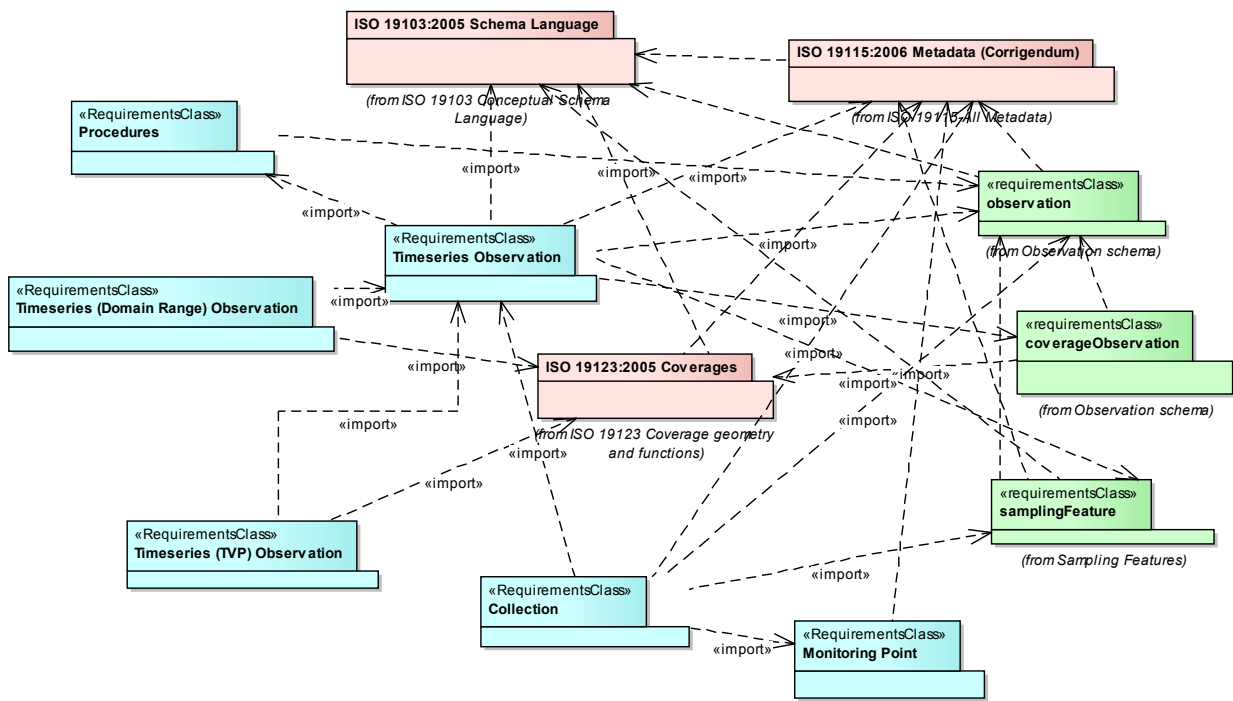 ISO 19103:2005 Schema Language
(from ISO 19103 Conceptual Schema
Language)
ISO 19115:2006 Metadata (Corrigendum)
(from ISO 19115-All Metadata)
«RequirementsClass»
Procedures
«import»
«import»
«import»
«requirementsClass»
observation
(from Observation schema)
«import»
«RequirementsClass»
Timeseries Observation
«import»
«RequirementsClass»
Timeseries (Domain Range) Observation
«import»
«import»
«requirementsClass»
coverageObservation
(from Observation schema)
«import»
ISO 19123:2005 Coverages
(from ISO 19123 Coverage geometry
and functions)
«import»
«import»
«import»
«import»
«import»
«import»
«RequirementsClass»
Timeseries (TVP) Observation
«requirementsClass»
samplingFeature
(from Sampling Features)
«import»
«RequirementsClass»
Collection
«import»
«RequirementsClass»
Monitoring Point